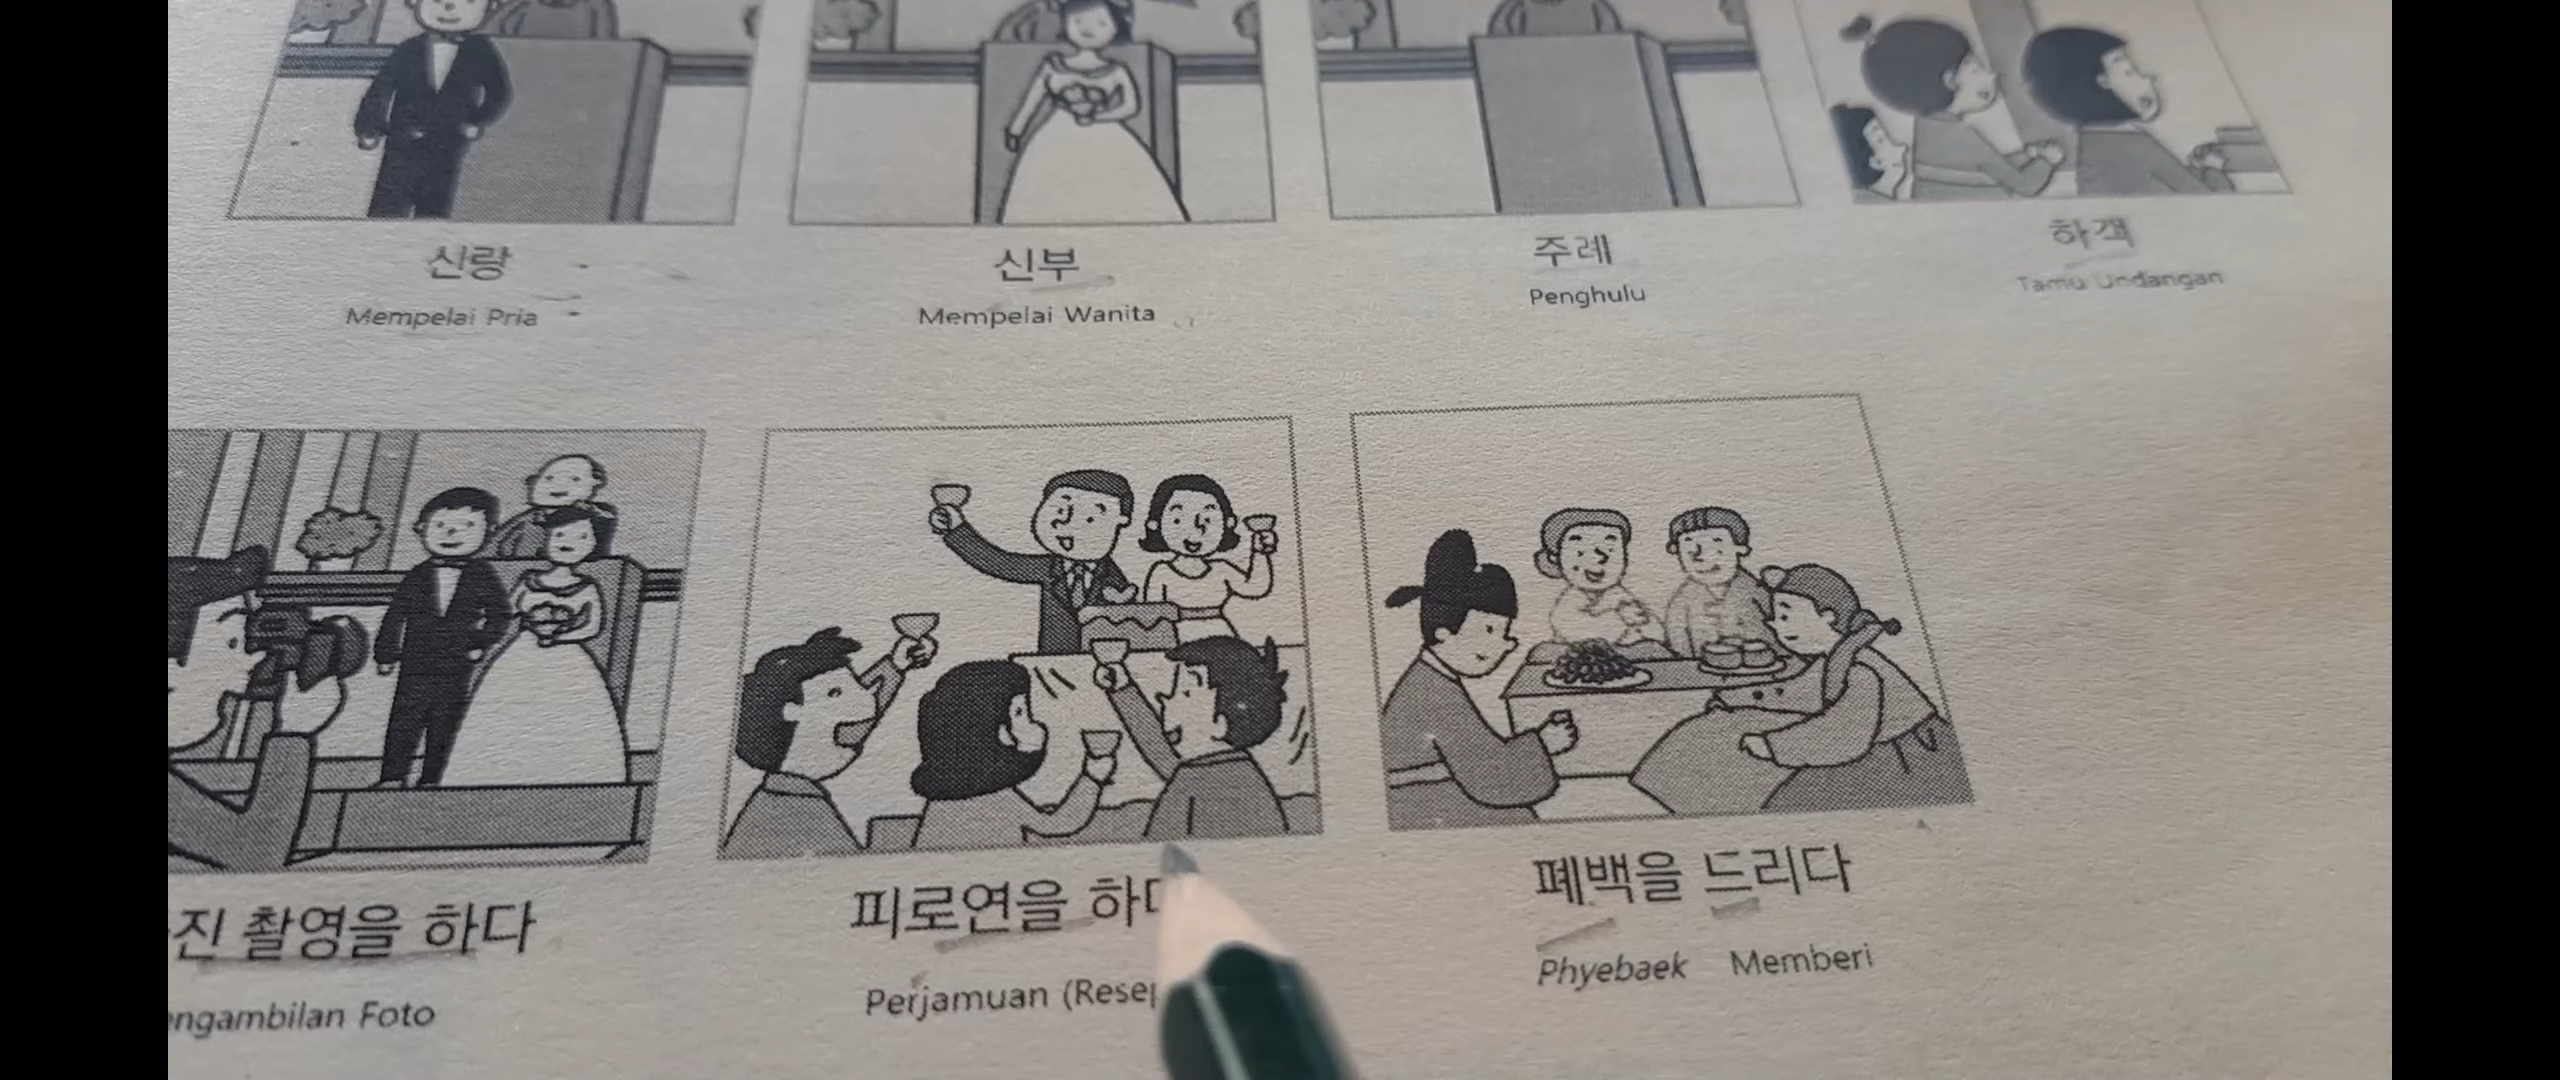 신랑
Mempelai Pria
신부
Mempelai Wanita
주례
Penghulu
하객
Tamu Undangan
진 촬영을 하다
ngambilan Foto
피로연을 하
Perjamuan (Rese
폐백을 드리다
Phyebaek Memberi